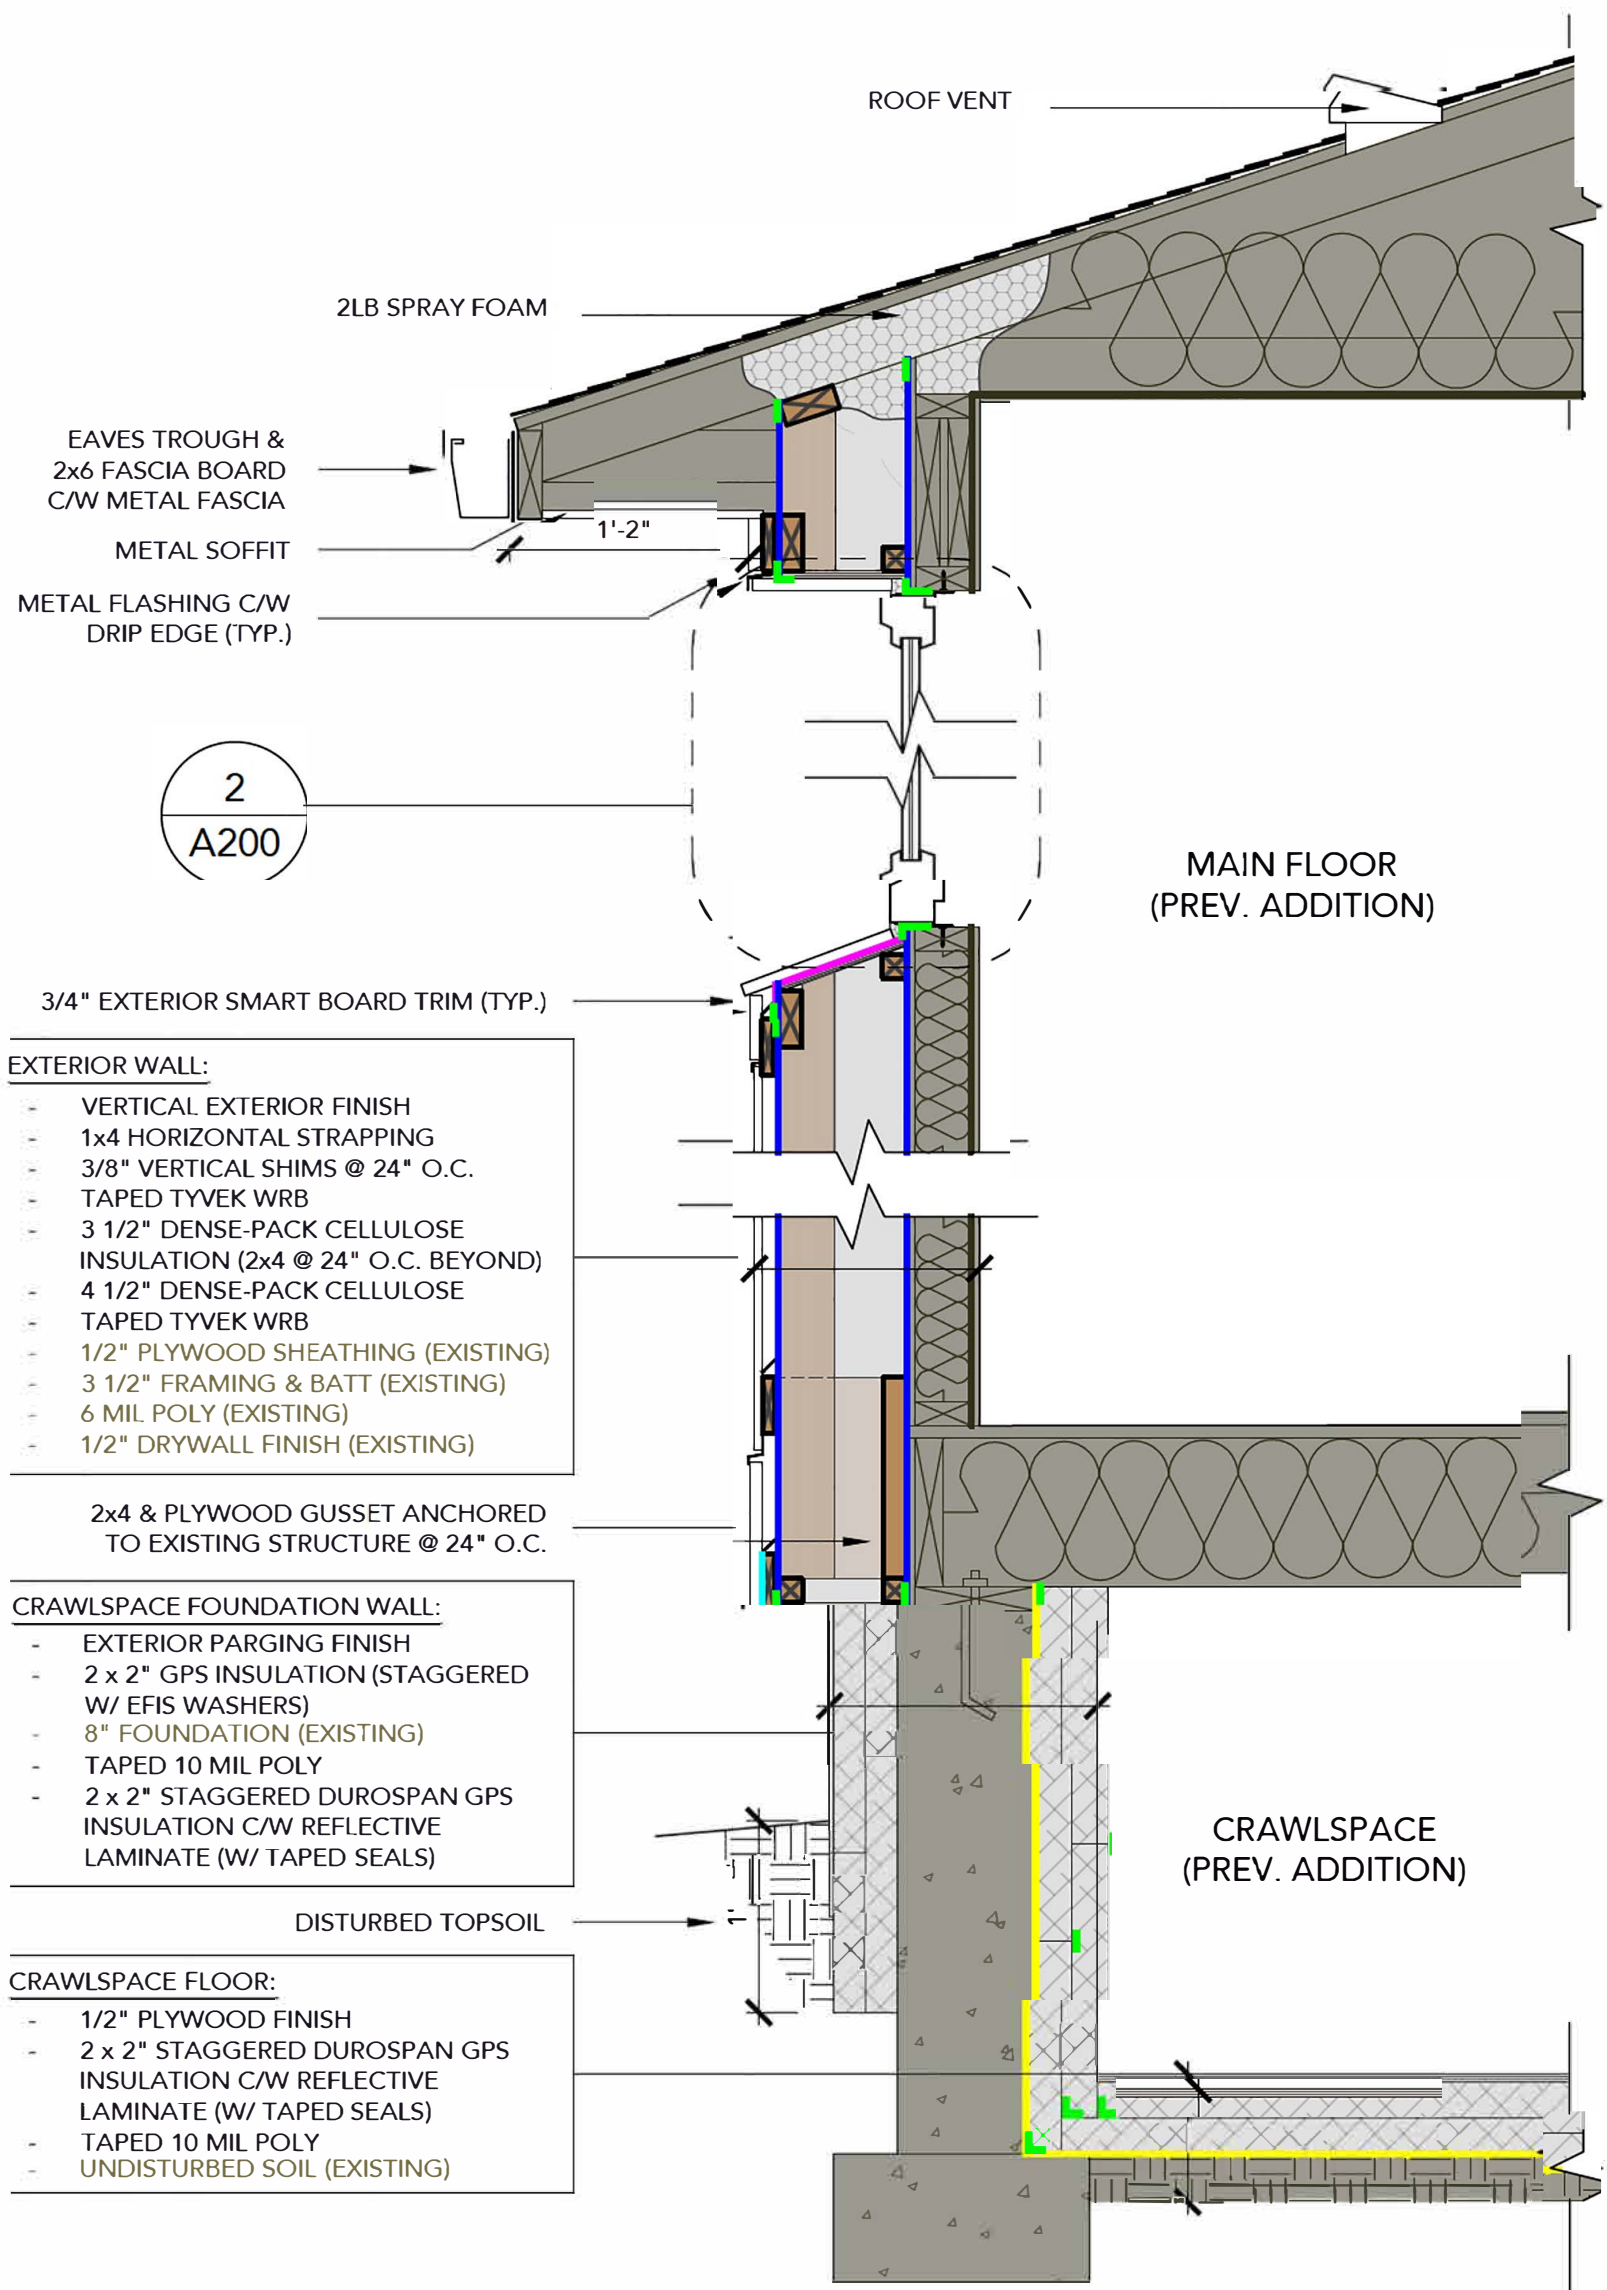 ROOF VENT
2LB SPRAY FOAM
EAVES TROUGH &
2x6 FASCIA BOARD
C/W METAL FASCIA
1'-2"
METAL SOFFIT
METAL FLASHING C/W
DRIP EDGE (TYP.)
2
A200
MAIN FLOOR
(PREV. ADDITION)
3/4" EXTERIOR SMART BOARD TRIM (TYP.)
EXTERIOR WALL:
- VERTICAL EXTERIOR FINISH
- 1x4 HORIZONTAL STRAPPING
- 3/8" VERTICAL SHIMS @ 24" O.C.
- TAPED TYVEK WRB
- 3 1/2" DENSE-PACK CELLULOSE
INSULATION (2x4 @ 24" O.C. BEYOND)
- 4 1/2" DENSE-PACK CELLULOSE
- TAPED TYVEK WRB
- 1/2" PLYWOOD SHEATHING (EXISTING)
- 3 1/2" FRAMING & BATT (EXISTING)
- 6 MIL POLY (EXISTING)
- 1/2" DRYWALL FINISH (EXISTING)
2x4 & PLYWOOD GUSSET ANCHORED
TO EXISTING STRUCTURE @ 24" O.C.
CRAWLSPACE FOUNDATION WALL:
- EXTERIOR PARGING FINISH
- 2 x 2" GPS INSULATION (STAGGERED
W/ EFIS WASHERS)
- 8" FOUNDATION (EXISTING)
- TAPED 10 MIL POLY
- 2 x 2" STAGGERED DUROSPAN GPS
INSULATION C/W REFLECTIVE
LAMINATE (W/ TAPED SEALS)
CRAWLSPACE
(PREV. ADDITION)
DISTURBED TOPSOIL
1'
CRAWLSPACE FLOOR:
- 1/2" PLYWOOD FINISH
- 2 x 2" STAGGERED DUROSPAN GPS
INSULATION C/W REFLECTIVE
LAMINATE (W/ TAPED SEALS)
- TAPED 10 MIL POLY
- UNDISTURBED SOIL (EXISTING)